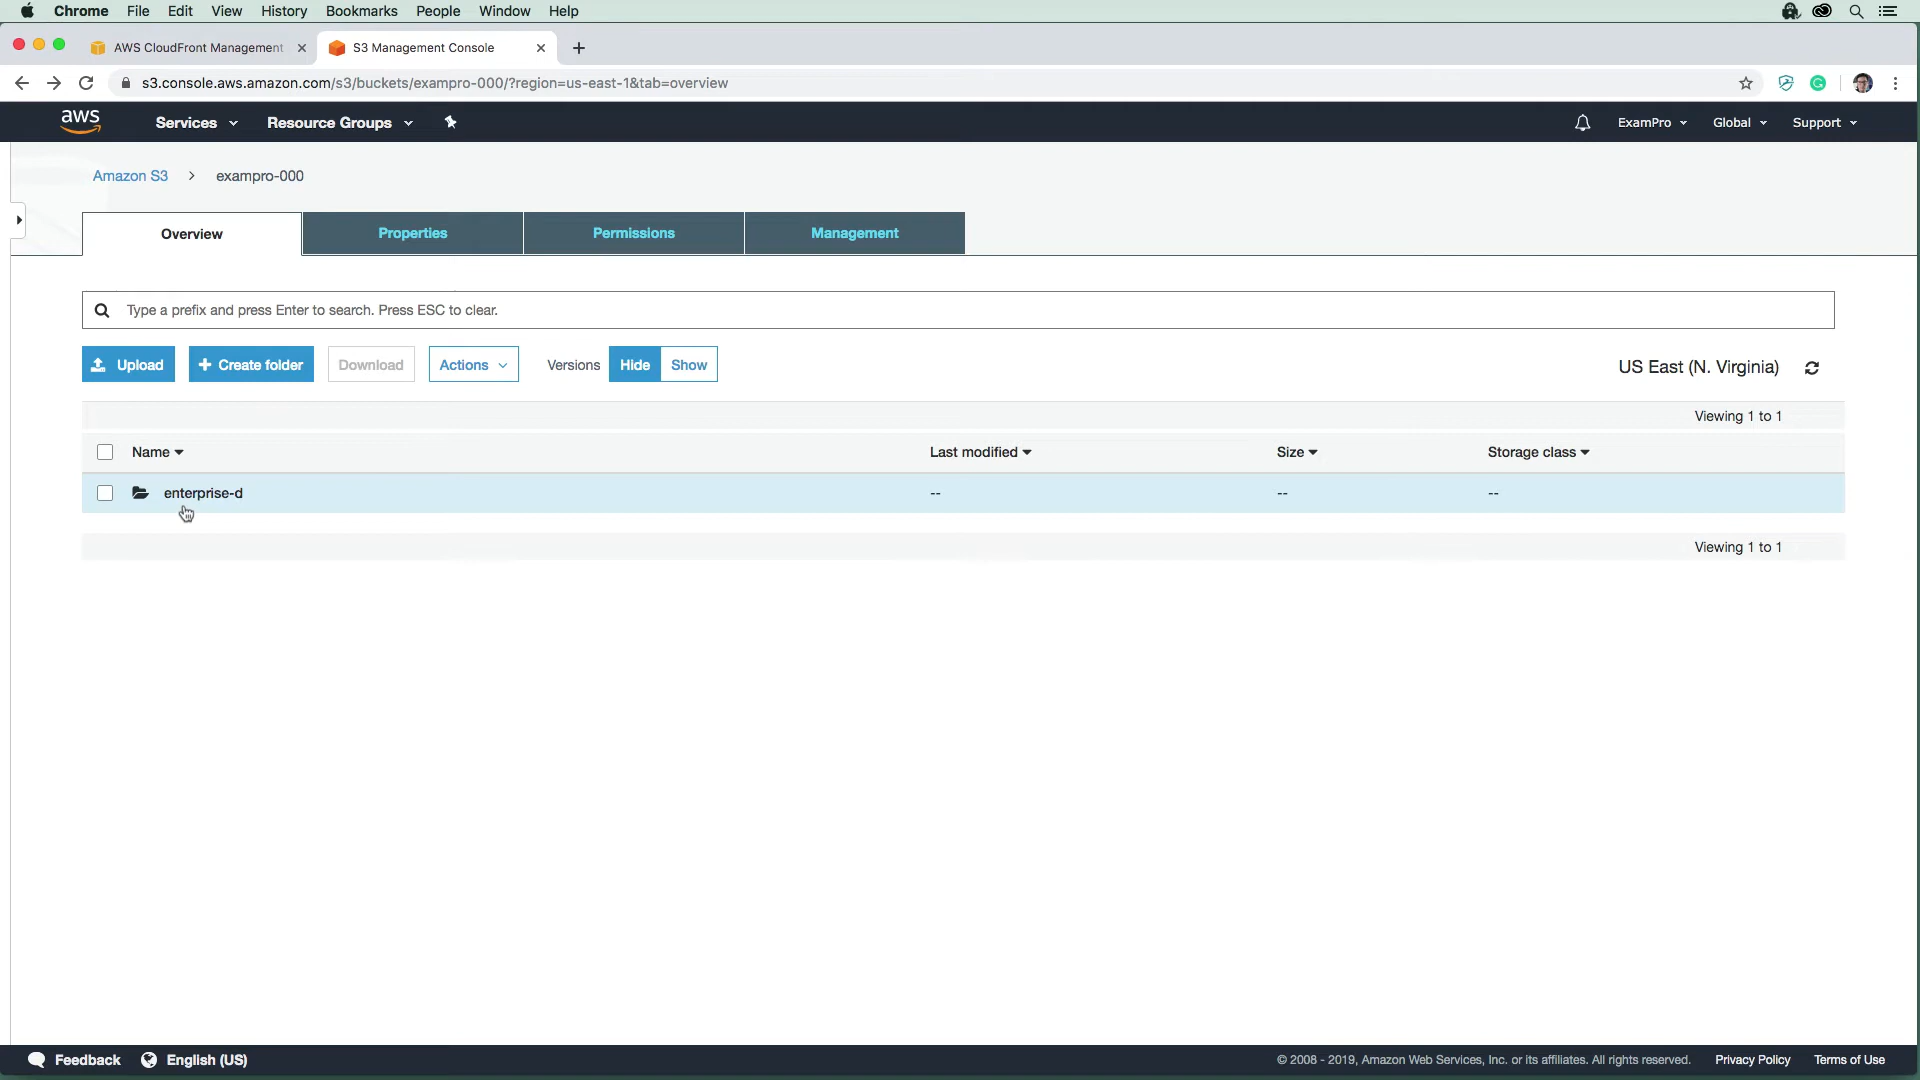 Chrome File Edit View History Bookmarks People Window Help
AWS CloudFront Management
S3 Management Console
s3.console.aws.amazon.com/s3/buckets/exampro-000/?region=us-east-1&tab=overview
aws Services Resource Groups ExamPro Global Support
Amazon S3 > exampro-000
Overview Properties Permissions Management
Type a prefix and press Enter to search. Press ESC to clear.
Upload + Create folder Download Actions Versions Hide Show US East (N. Virginia)
Viewing 1 to 1
Name Last modified Size Storage class
enterprise-d -- -- --
Viewing 1 to 1
Feedback English (US) © 2008 - 2019, Amazon Web Services, Inc. or its affiliates. All rights reserved. Privacy Policy Terms of Use